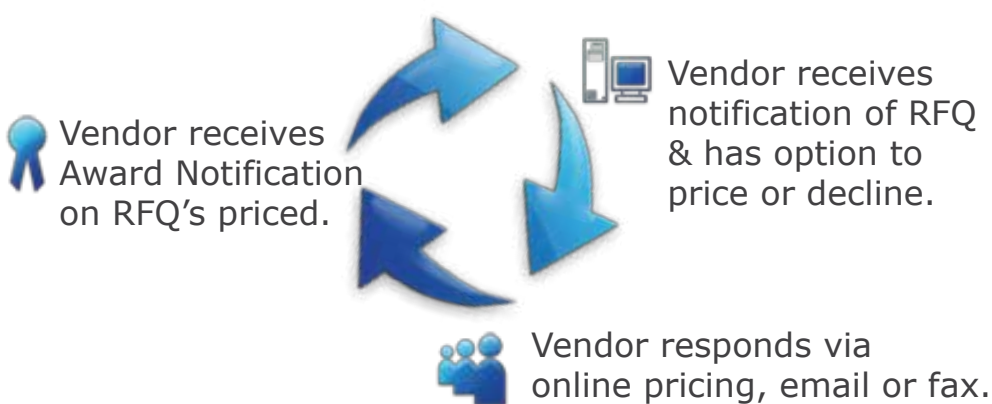 Vendor receives
notification of RFQ
& has option to
price or decline.
Vendor responds via
online pricing, email or fax.
Vendor receives
Award Notification
on RFQ’s priced.